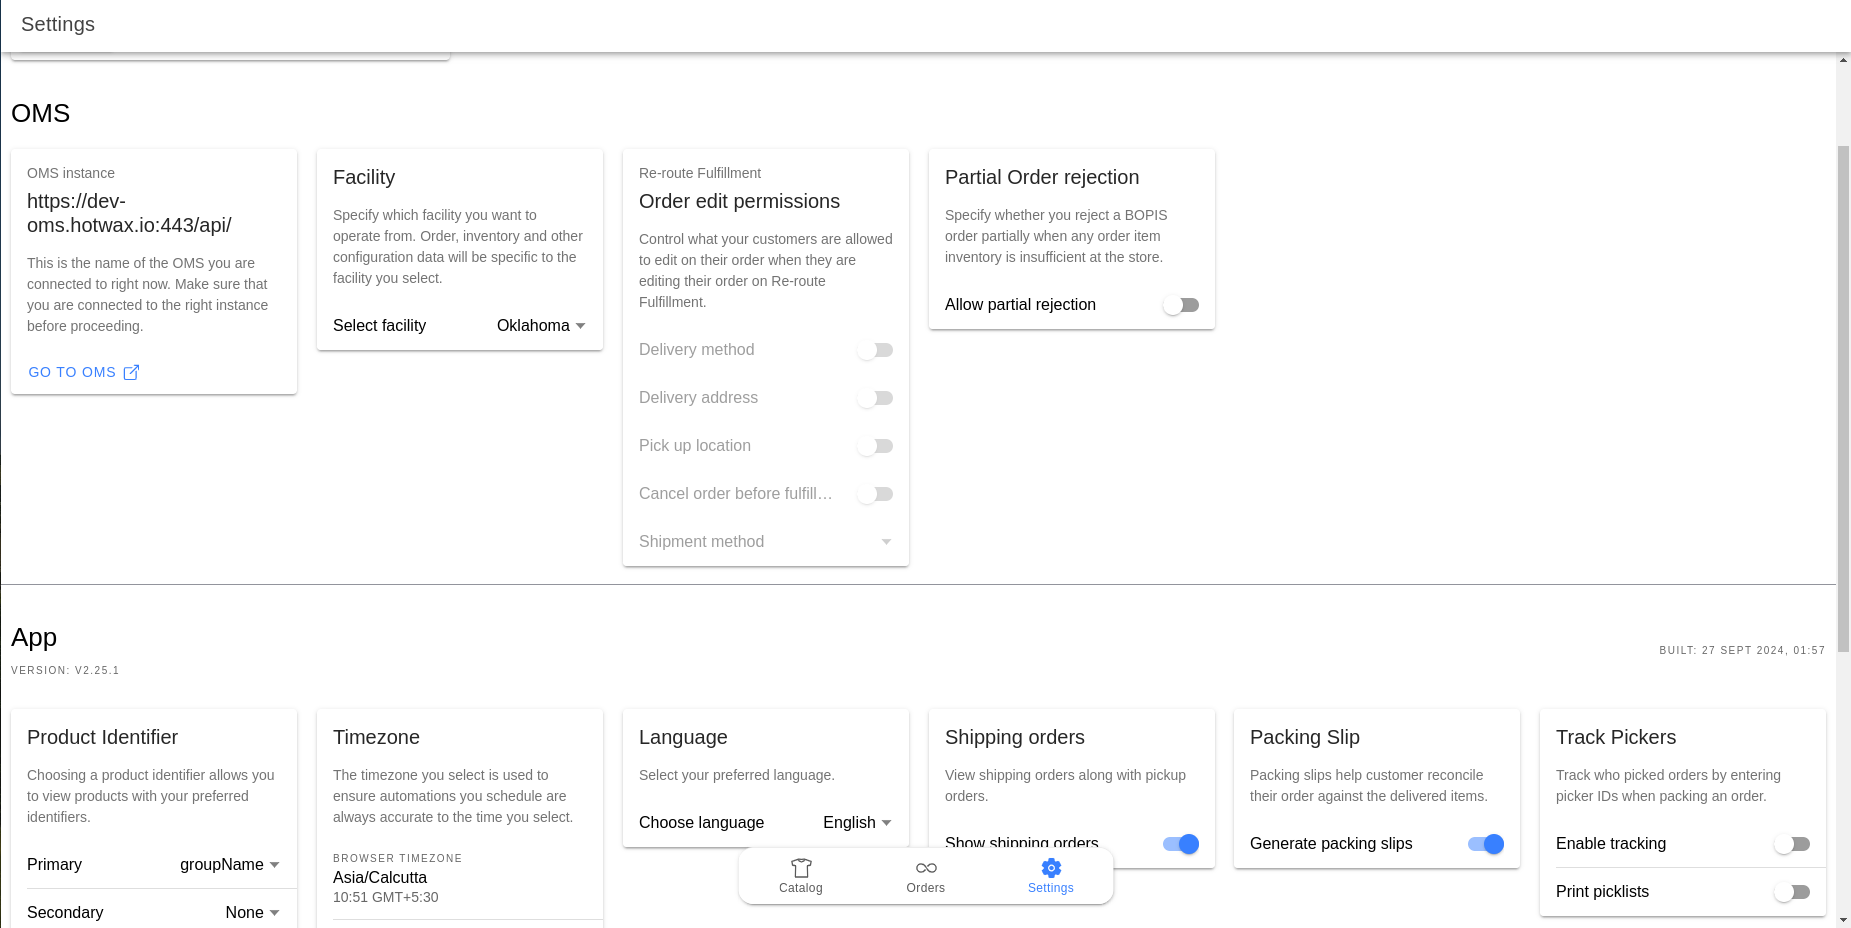 Settings
OMS
OMS instance
https://dev-
oms.hotwax.io:443/api/
This is the name of the OMS you are
connected to right now. Make sure that
you are connected to the right instance
before proceeding.
GO TO OMS
Facility
Specify which facility you want to
operate from. Order, inventory and other
configuration data will be specific to the
facility you select.
Select facility
Oklahoma
Re-route Fulfillment
Order edit permissions
Control what your customers are allowed
to edit on their order when they are
editing their order on Re-route
Fulfillment.
Delivery method
Delivery address
Pick up location
Cancel order before fulfill…
Shipment method
Partial Order rejection
Specify whether you reject a BOPIS
order partially when any order item
inventory is insufficient at the store.
Allow partial rejection
App
VERSION: V2.25.1
BUILT: 27 SEPT 2024, 01:57
Product Identifier
Choosing a product identifier allows you
to view products with your preferred
identifiers.
Primary
groupName
Secondary
None
Timezone
The timezone you select is used to
ensure automations you schedule are
always accurate to the time you select.
BROWSER TIMEZONE
Asia/Calcutta
10:51 GMT+5:30
Language
Select your preferred language.
Choose language
English
Shipping orders
View shipping orders along with pickup
orders.
Show shipping orders
Packing Slip
Packing slips help customer reconcile
their order against the delivered items.
Generate packing slips
Track Pickers
Track who picked orders by entering
picker IDs when packing an order.
Enable tracking
Print picklists
Catalog
Orders
Settings